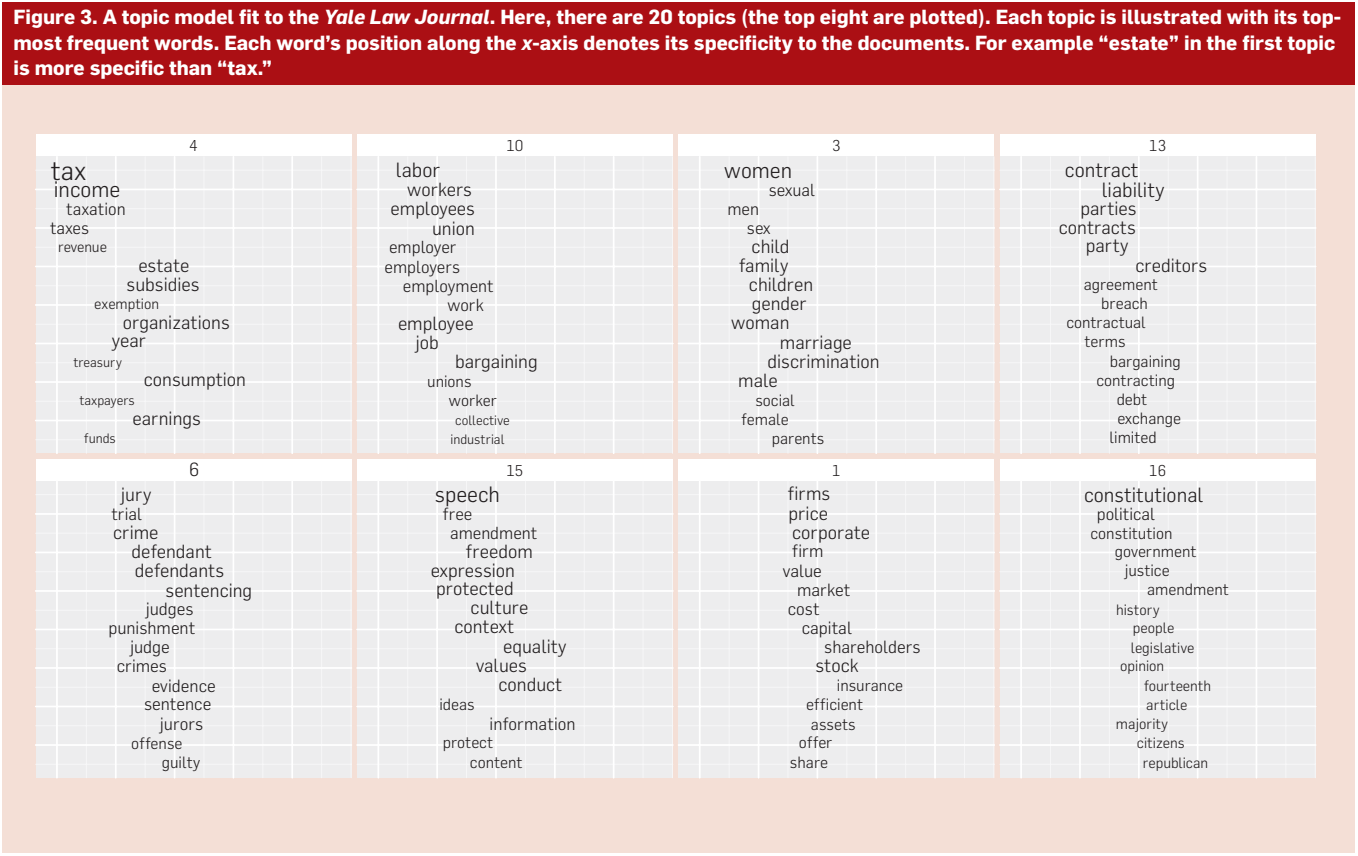 Figure 3. A topic model fit to the Yale Law Journal. Here, there are 20 topics (the top eight are plotted). Each topic is illustrated with its top-
most frequent words. Each word's position along the x-axis denotes its specificity to the documents. For example “estate” in the first topic
is more specific than “tax.”
4
tax
income
taxation
taxes
revenue
estate
subsidies
exemption
organizations
year
treasury
consumption
taxpayers
earnings
funds
10
labor
workers
employees
union
employer
employers
employment
work
employee
job
bargaining
unions
worker
collective
industrial
3
women
sexual
men
sex
child
family
children
gender
woman
marriage
discrimination
male
social
female
parents
13
contract
liability
parties
contracts
party
creditors
agreement
breach
contractual
terms
bargaining
contracting
debt
exchange
limited
6
jury
trial
crime
defendant
defendants
sentencing
judges
punishment
judge
crimes
evidence
sentence
jurors
offense
guilty
15
speech
free
amendment
freedom
expression
protected
culture
context
equality
values
conduct
ideas
information
protect
content
1
firms
price
corporate
firm
value
market
cost
capital
shareholders
stock
insurance
efficient
assets
offer
share
16
constitutional
political
constitution
government
justice
amendment
history
people
legislative
opinion
fourteenth
article
majority
citizens
republican